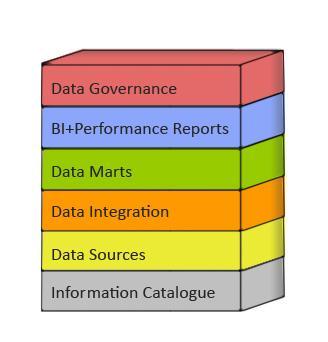 Data Governance
BI+Performance Reports
Data Marts
Data Integration
Data Sources
Information Catalogue